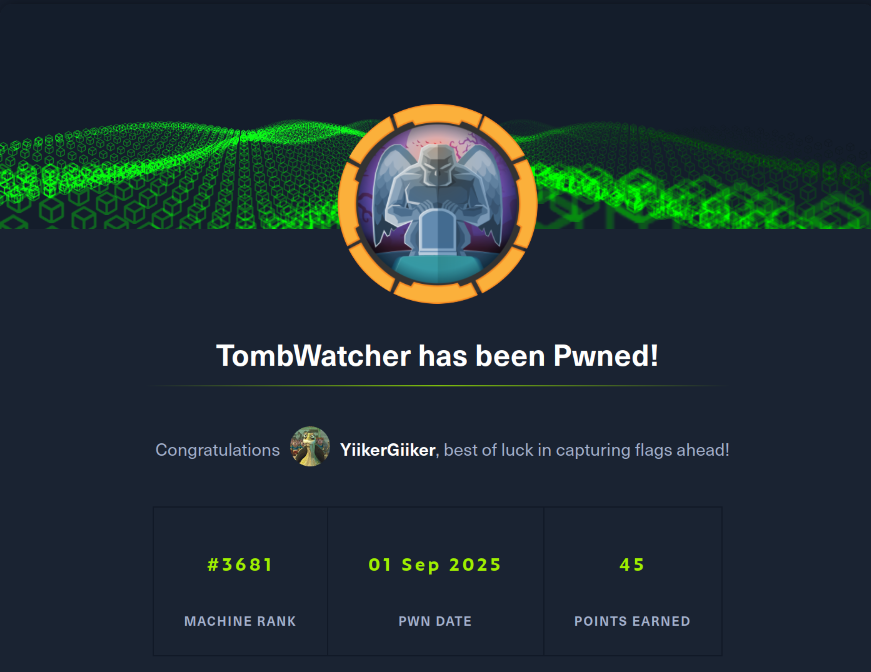 TombWatcher has been Pwned!
Congratulations YiikerGiiker, best of luck in capturing flags ahead!
#3681 01 Sep 2025 45
MACHINE RANK PWN DATE POINTS EARNED